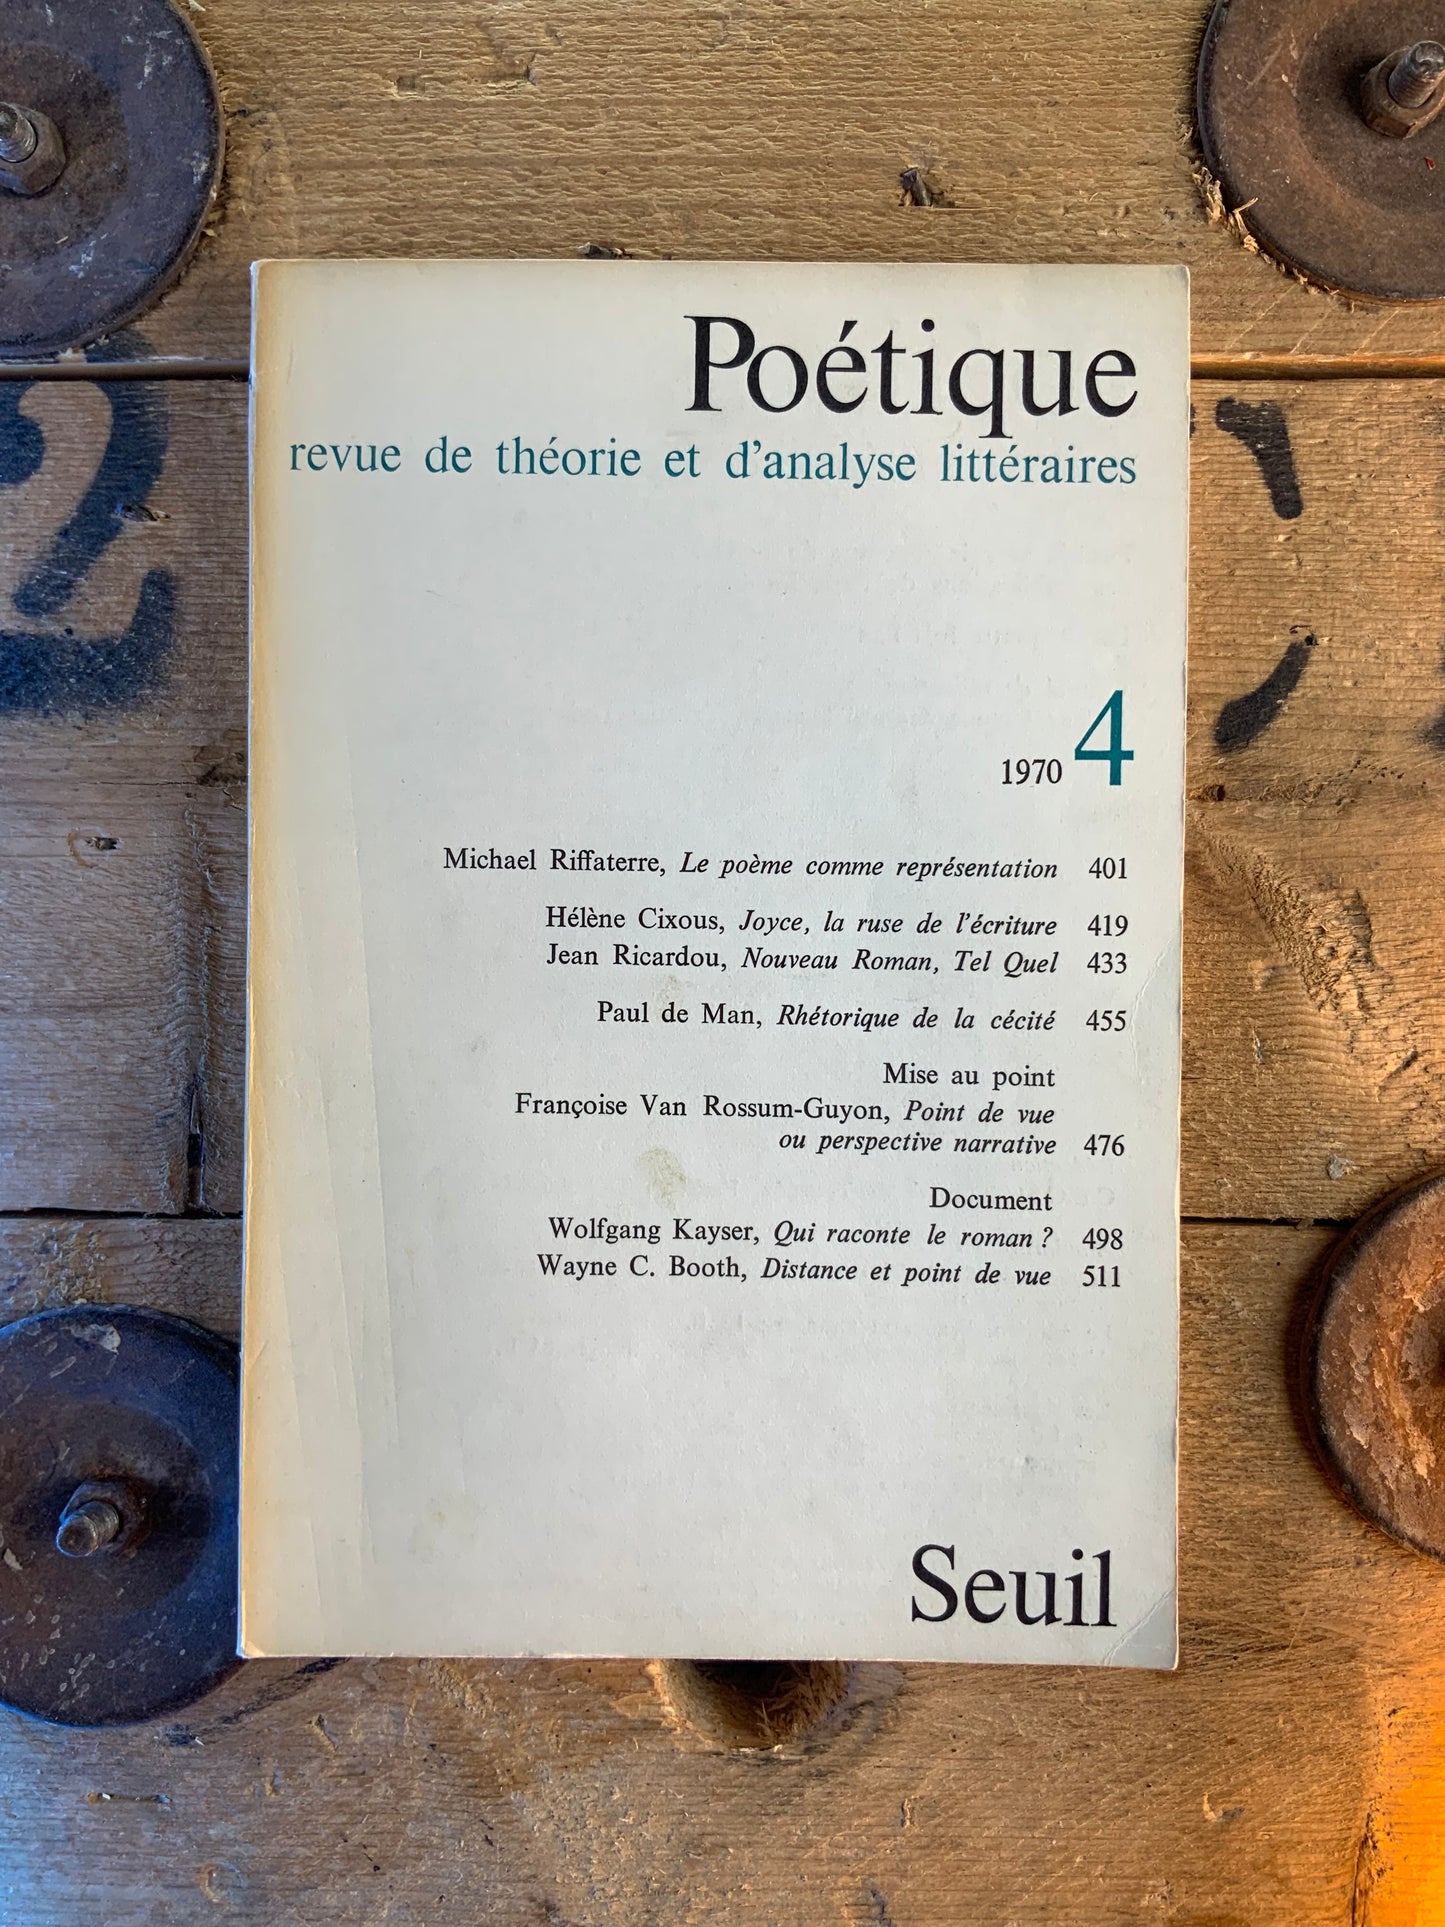 Poétique
revue de théorie et d'analyse littéraires
1970 4
Michael Riffaterre, Le poème comme représentation 401
Hélène Cixous, Joyce, la ruse de l'écriture 419
Jean Ricardou, Nouveau Roman, Tel Quel 433
Paul de Man, Rhétorique de la cécité 455
Mise au point
Françoise Van Rossum-Guyon, Point de vue
ou perspective narrative 476
Document
Wolfgang Kayser, Qui raconte le roman ? 498
Wayne C. Booth, Distance et point de vue 511
Seuil
2